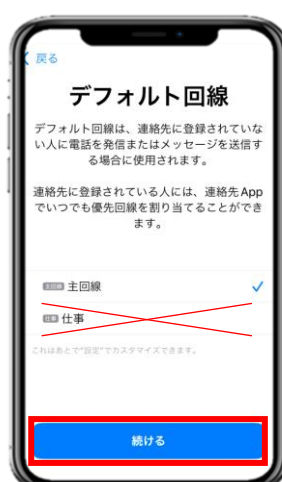 戻る
デフォルト回線
デフォルト回線は、連絡先に登録されていな
い人に電話を発信またはメッセージを送信す
る場合に使用されます。
連絡先に登録されている人には、連絡先App
でいつでも優先回線を割り当てることができ
ます。
主回線 主回線
仕事 仕事
これはあとで"設定"でカスタマイズできます。
続ける